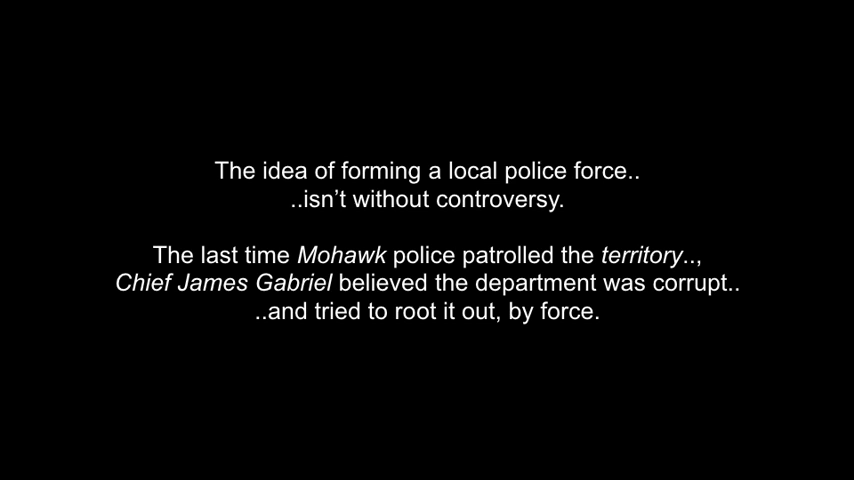 The idea of forming a local police force..
..isn’t without controversy.
The last time Mohawk police patrolled the territory..,
Chief James Gabriel believed the department was corrupt..
..and tried to root it out, by force.